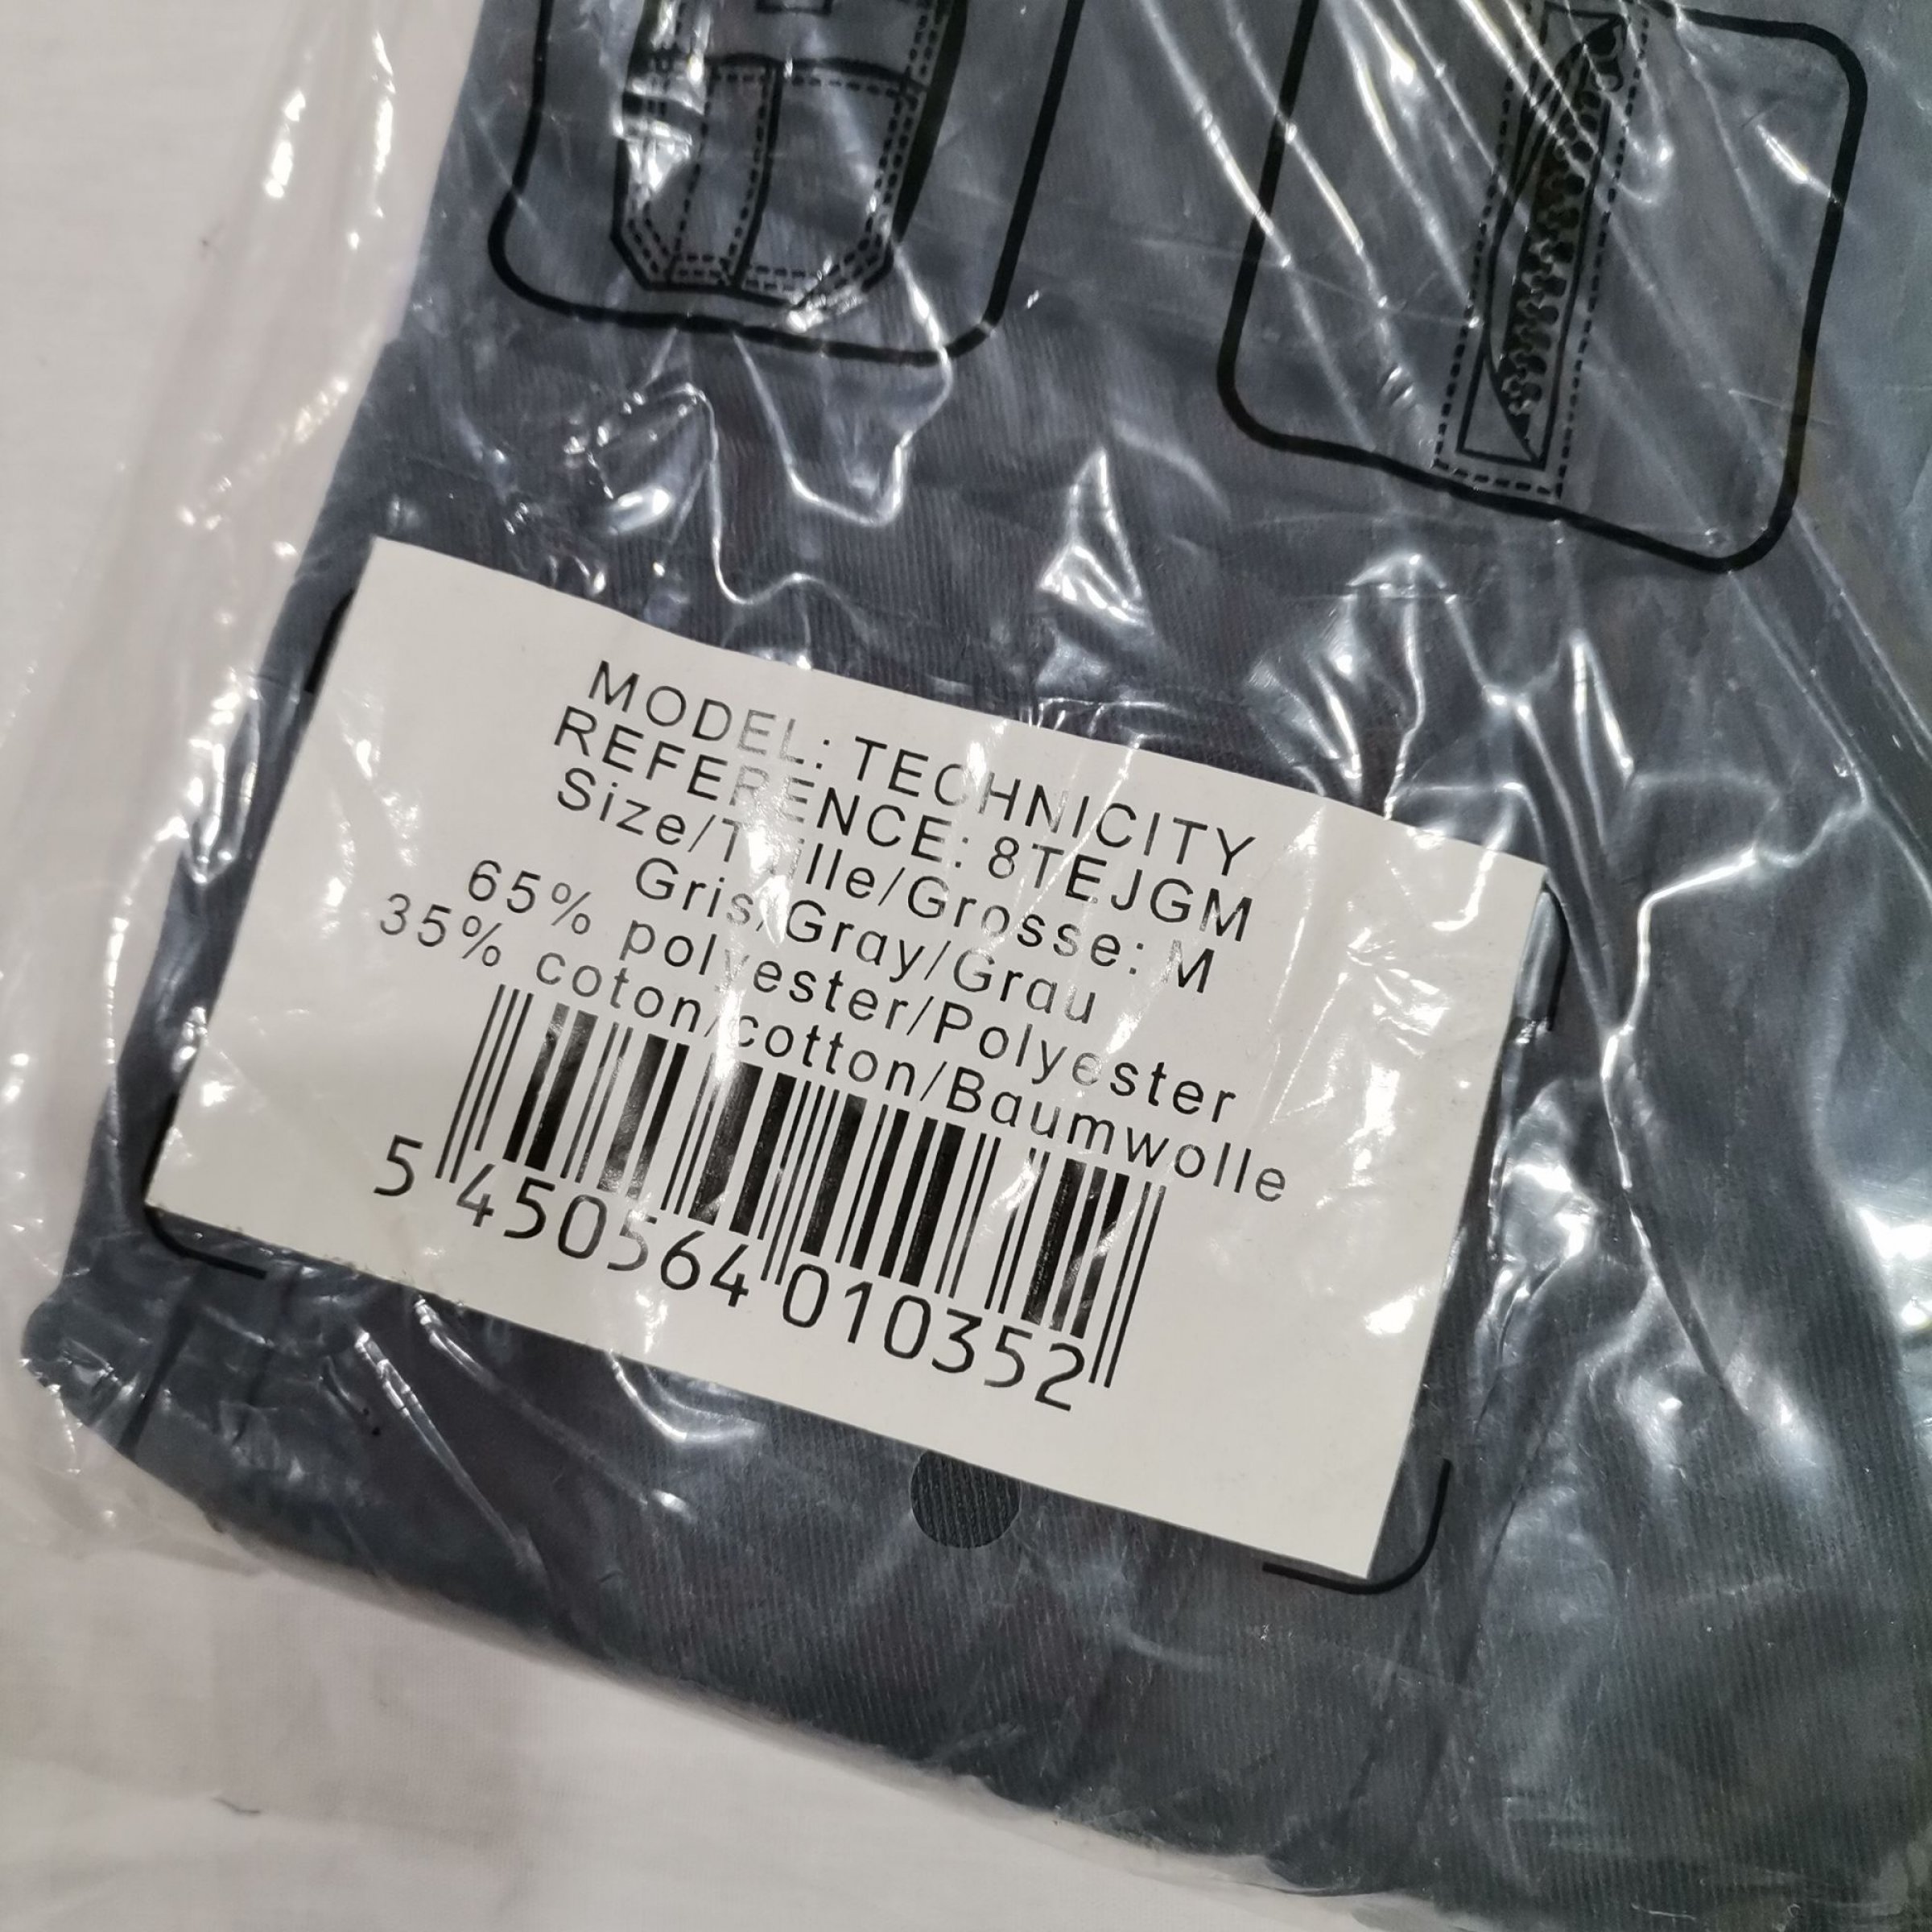 MODEL: TECHNICITY
REFERENCE: 8TEJGM
Size/Taille/Grosse: M
Gris/Gray/Grau
65% polyester/Polyester
35% coton/cotton/Baumwolle
5 450564 010352